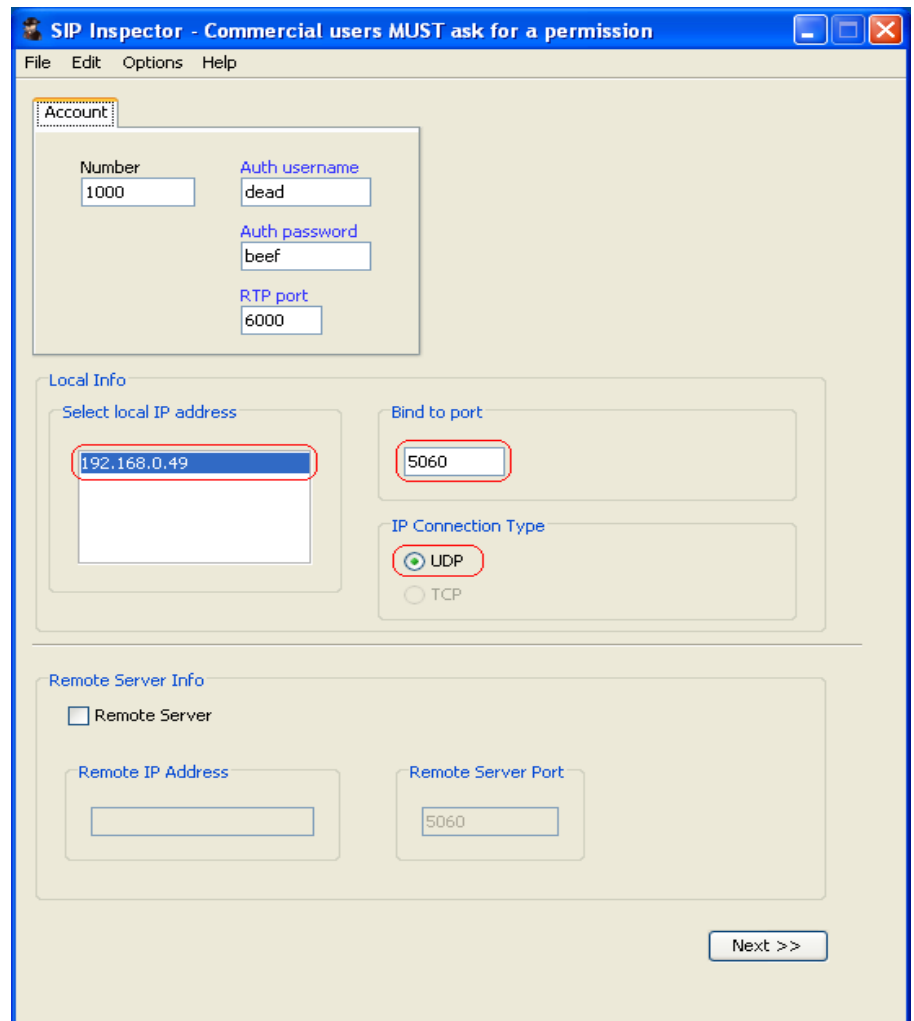 SIP Inspector - Commercial users MUST ask for a permission
File Edit Options Help
Account
Number
1000
Auth username
dead
Auth password
beef
RTP port
6000
Local Info
Select local IP address
192.168.0.49
Bind to port
5060
IP Connection Type
UDP
TCP
Remote Server Info
Remote Server
Remote IP Address
Remote Server Port
5060
Next >>